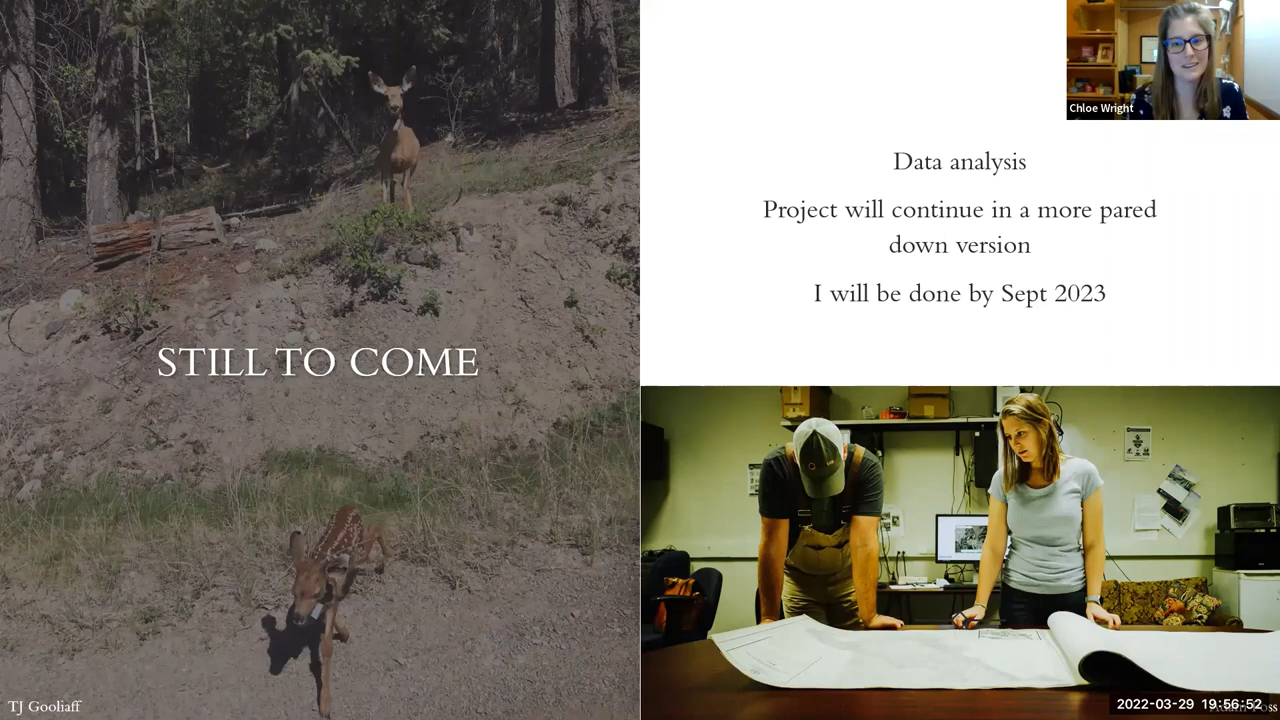 STILL TO COME
TJ Gooliaff
Chloe Wright
Data analysis
Project will continue in a more pared
down version
I will be done by Sept 2023
2022-03-29 19:56:52